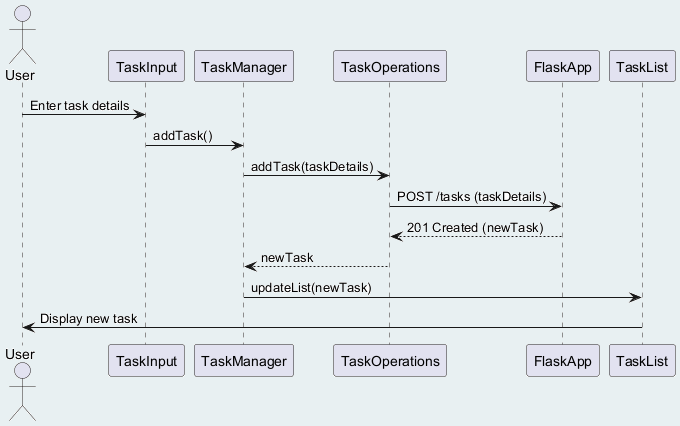 User
TaskInput
TaskManager
TaskOperations
FlaskApp
TaskList
Enter task details
addTask()
addTask(taskDetails)
POST /tasks (taskDetails)
201 Created (newTask)
newTask
updateList(newTask)
Display new task
User
TaskInput
TaskManager
TaskOperations
FlaskApp
TaskList